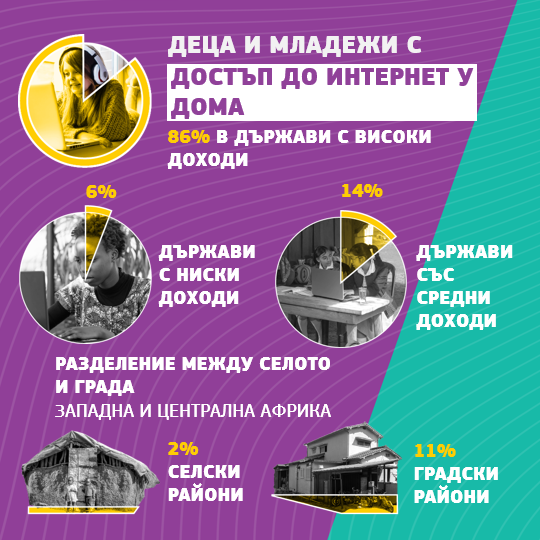 ДЕЦА И МЛАДЕЖИ С
ДОСТЪП ДО ИНТЕРНЕТ У
ДОМА
86% В ДЪРЖАВИ С ВИСОКИ
ДОХОДИ
6%
ДЪРЖАВИ
С НИСКИ
ДОХОДИ
14%
ДЪРЖАВИ
СЪС
СРЕДНИ
ДОХОДИ
РАЗДЕЛЕНИЕ МЕЖДУ СЕЛОТО
И ГРАДА
ЗАПАДНА И ЦЕНТРАЛНА АФРИКА
2%
СЕЛСКИ
РАЙОНИ
11%
ГРАДСКИ
РАЙОНИ